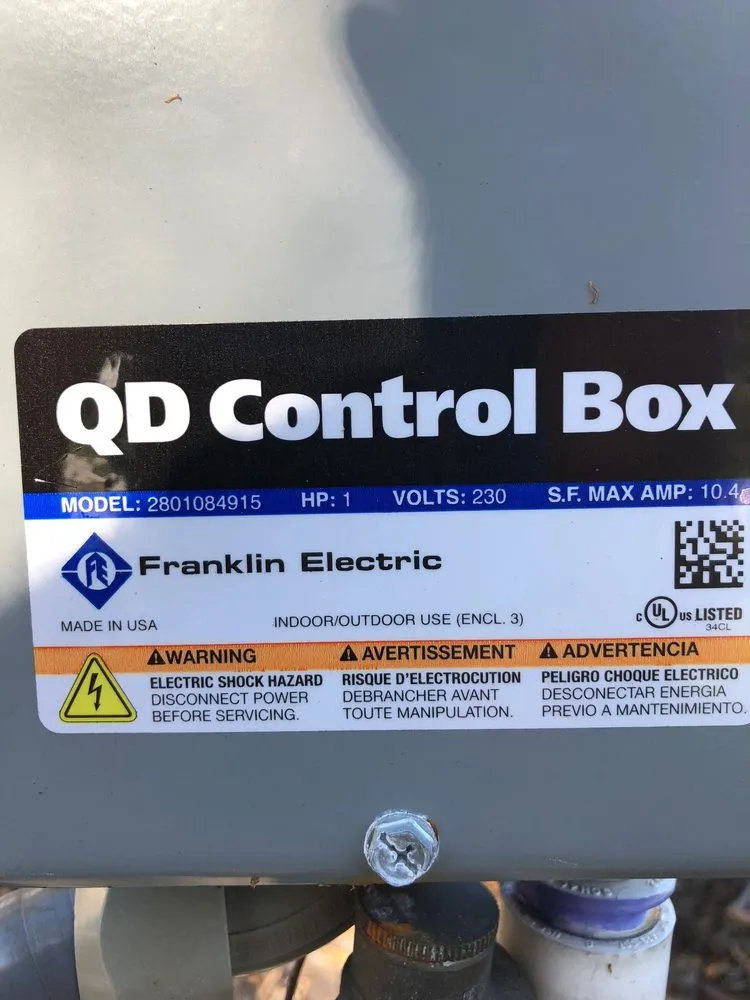 QD Control Box
MODEL: 2801084915 HP: 1 VOLTS: 230 S.F. MAX AMP: 10.4
FE Franklin Electric
MADE IN USA INDOOR/OUTDOOR USE (ENCL. 3) C UL US LISTED
34CL
WARNING AVERTISSEMENT ADVERTENCIA
ELECTRIC SHOCK HAZARD RISQUE D'ELECTROCUTION PELIGRO CHOQUE ELECTRICO
DISCONNECT POWER DEBRANCHER AVANT DESCONECTAR ENERGIA
BEFORE SERVICING. TOUTE MANIPULATION. PREVIO A MANTENIMIENTO.